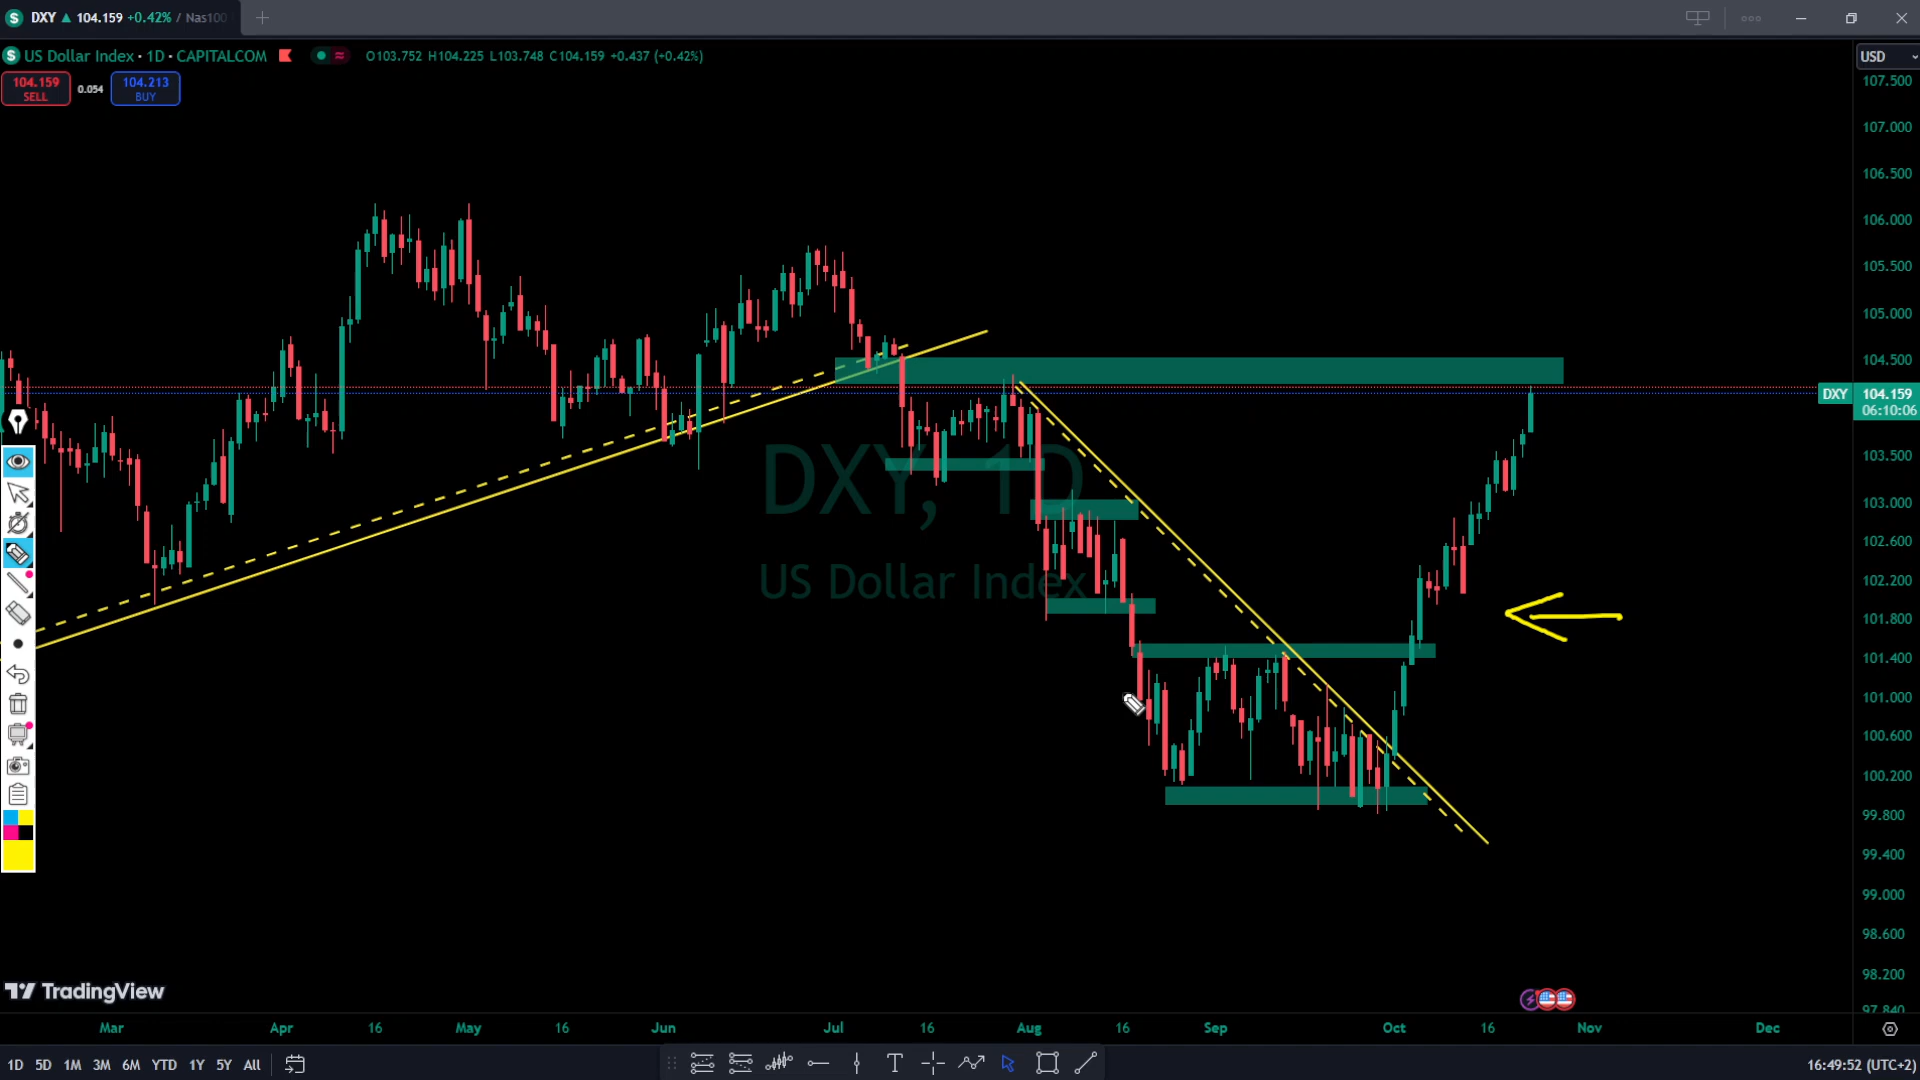 DXY ▲ 104.159 +0.42% / Nas100
US Dollar Index · 1D · CAPITALCOM O103.752 H104.225 L103.748 C104.159 +0.437 (+0.42%)
USD
104.159
SELL
0.054
104.213
BUY
107.500
107.000
106.500
106.000
105.500
105.000
104.500
DXY 104.159
06:10:06
103.500
103.000
102.600
102.200
101.800
101.400
101.000
100.600
100.200
99.800
99.400
99.000
98.600
98.200
97.840
DXY, 1D
US Dollar Index
TradingView
Mar Apr 16 May 16 Jun Jul 16 Aug 16 Sep Oct 16 Nov Dec
1D 5D 1M 3M 6M YTD 1Y 5Y All
16:49:52 (UTC+2)